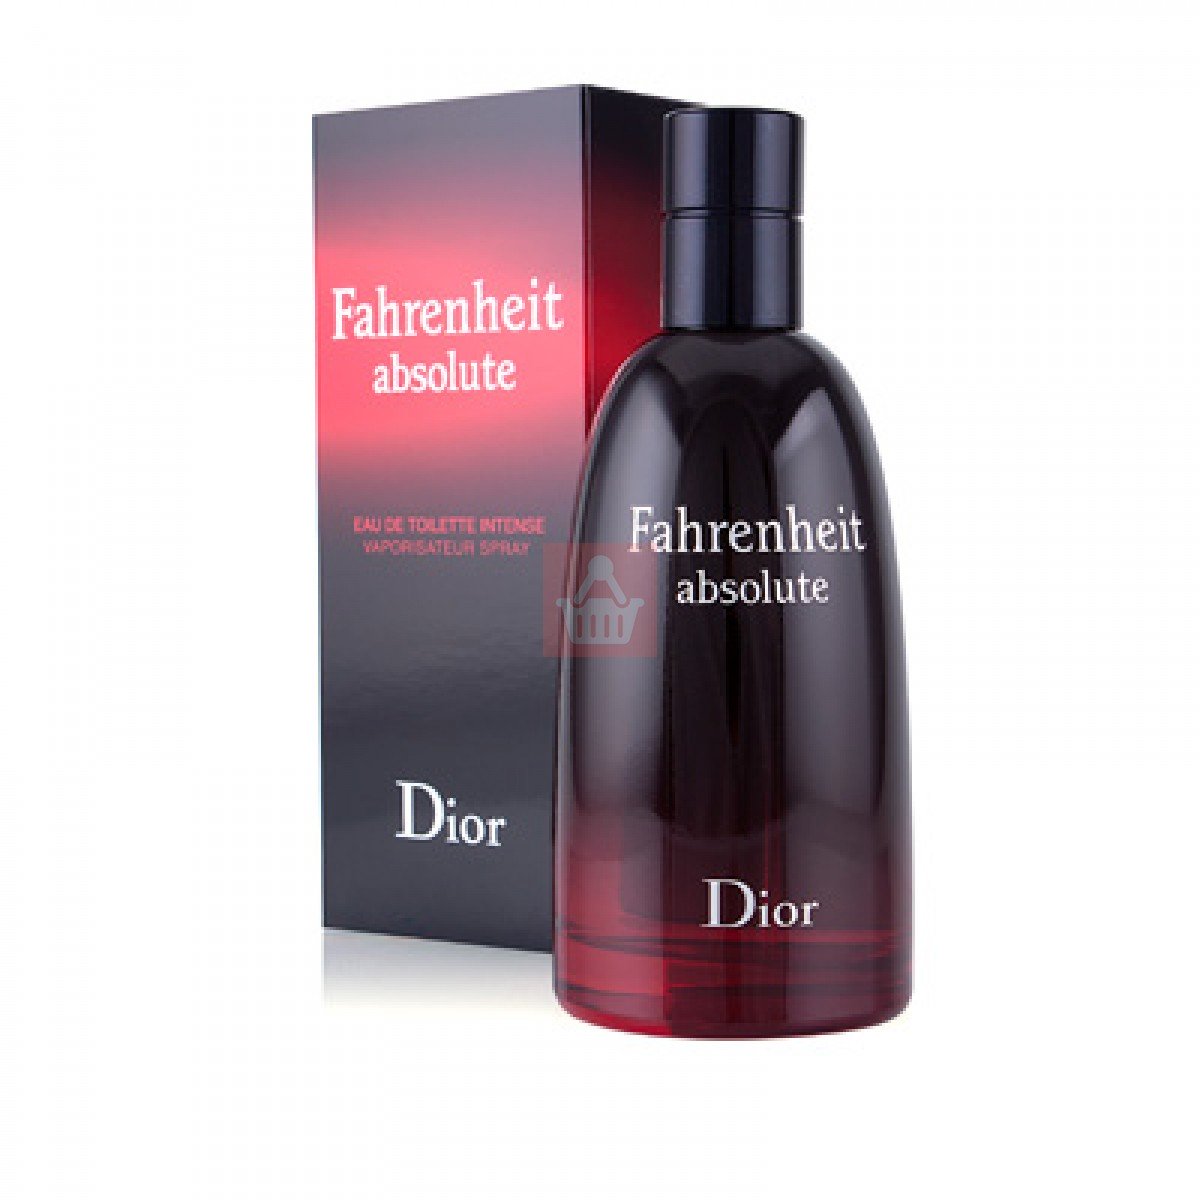 Fahrenheit
absolute
EAU DE TOILETTE INTENSE
VAPORISATEUR SPRAY
Dior
Fahrenheit
absolute
Dior